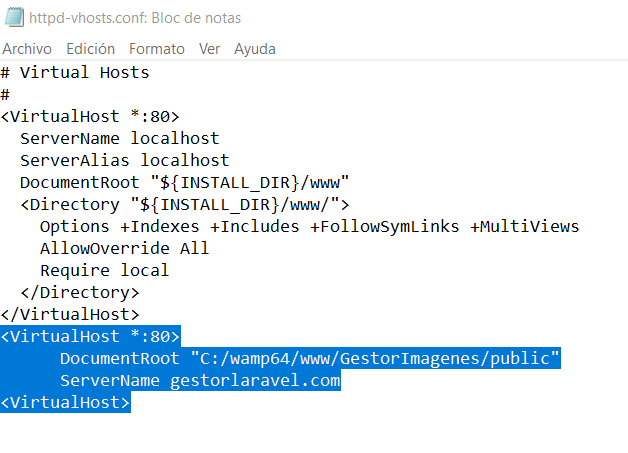 httpd-vhosts.conf: Bloc de notas
Archivo Edición Formato Ver Ayuda
# Virtual Hosts
#
<VirtualHost *:80>
  ServerName localhost
  ServerAlias localhost
  DocumentRoot "${INSTALL_DIR}/www"
  <Directory "${INSTALL_DIR}/www/">
    Options +Indexes +Includes +FollowSymLinks +MultiViews
    AllowOverride All
    Require local
  </Directory>
</VirtualHost>
<VirtualHost *:80>
      DocumentRoot "C:/wamp64/www/GestorImagenes/public"
      ServerName gestorlaravel.com
<VirtualHost>